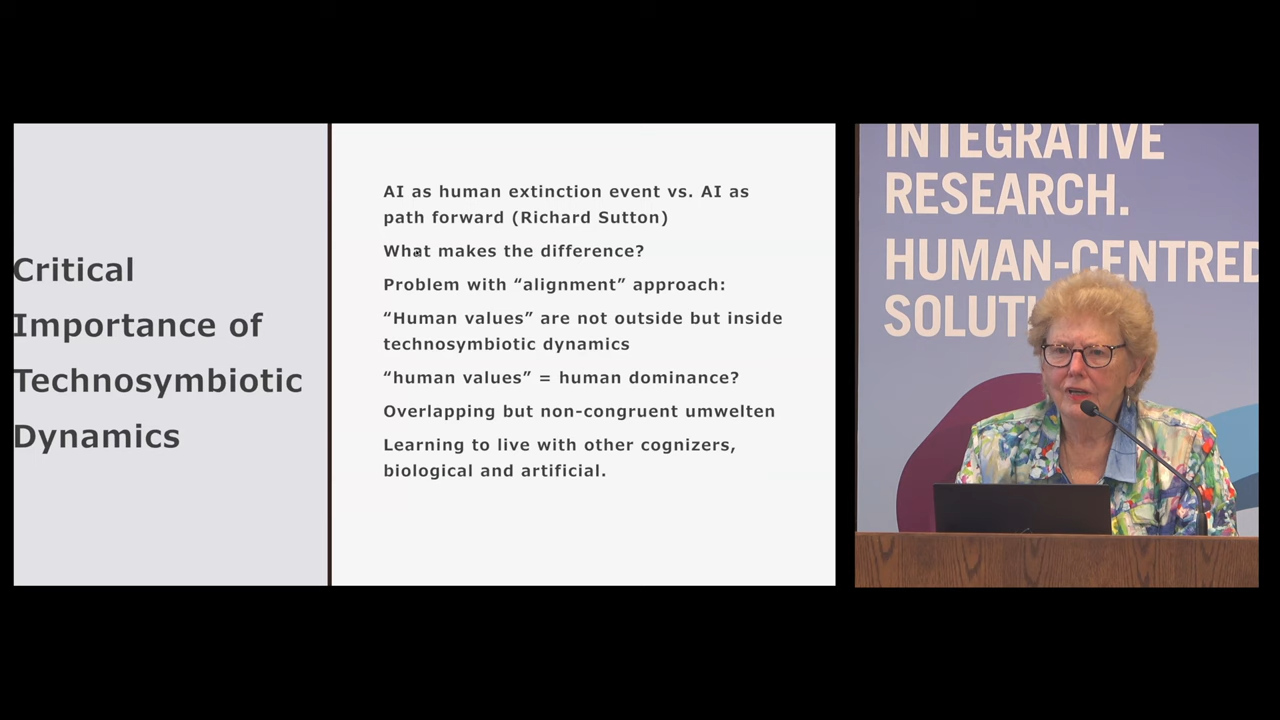 Critical
Importance of
Technosymbiotic
Dynamics
AI as human extinction event vs. AI as
path forward (Richard Sutton)
What makes the difference?
Problem with “alignment” approach:
“Human values” are not outside but inside
technosymbiotic dynamics
“human values” = human dominance?
Overlapping but non-congruent umwelten
Learning to live with other cognizers,
biological and artificial.
INTEGRATIVE
RESEARCH.
HUMAN-CENTRED
SOLUTI